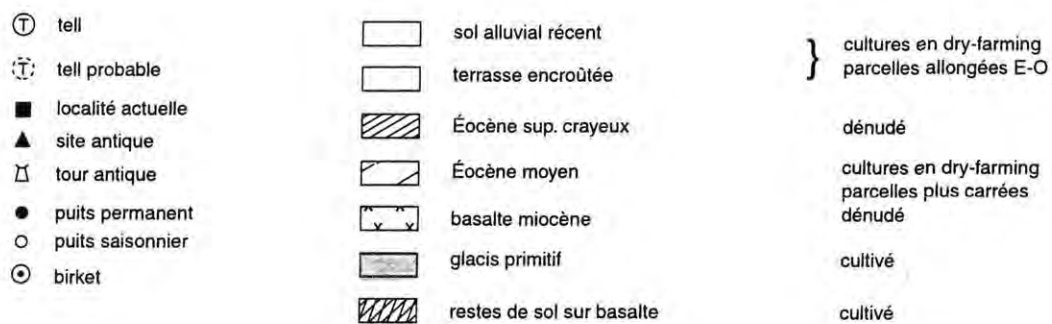 T tell
T tell probable
localité actuelle
site antique
tour antique
puits permanent
puits saisonnier
birket
sol alluvial récent
terrasse encroûtée
Éocène sup. crayeux
Éocène moyen
basalte miocène
glacis primitif
restes de sol sur basalte
cultures en dry-farming
parcelles allongées E-O
dénudé
cultures en dry-farming
parcelles plus carrées
dénudé
cultivé
cultivé